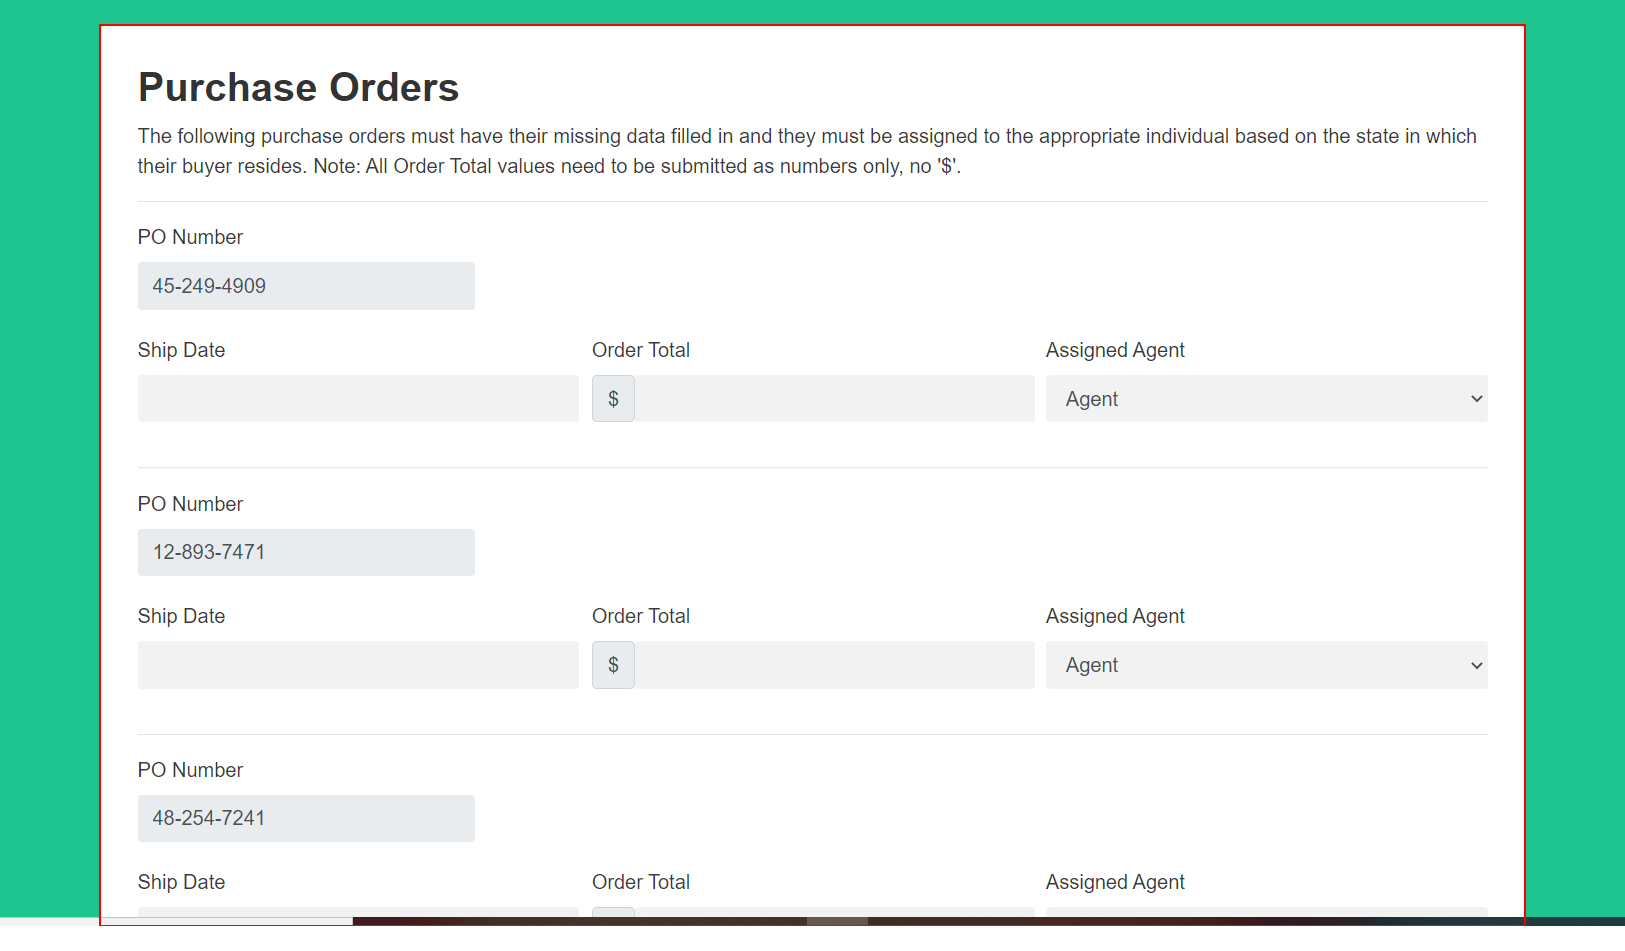 Purchase Orders
The following purchase orders must have their missing data filled in and they must be assigned to the appropriate individual based on the state in which
their buyer resides. Note: All Order Total values need to be submitted as numbers only, no '$'.
PO Number
45-249-4909
Ship Date Order Total Assigned Agent
$ Agent
PO Number
12-893-7471
Ship Date Order Total Assigned Agent
$ Agent
PO Number
48-254-7241
Ship Date Order Total Assigned Agent